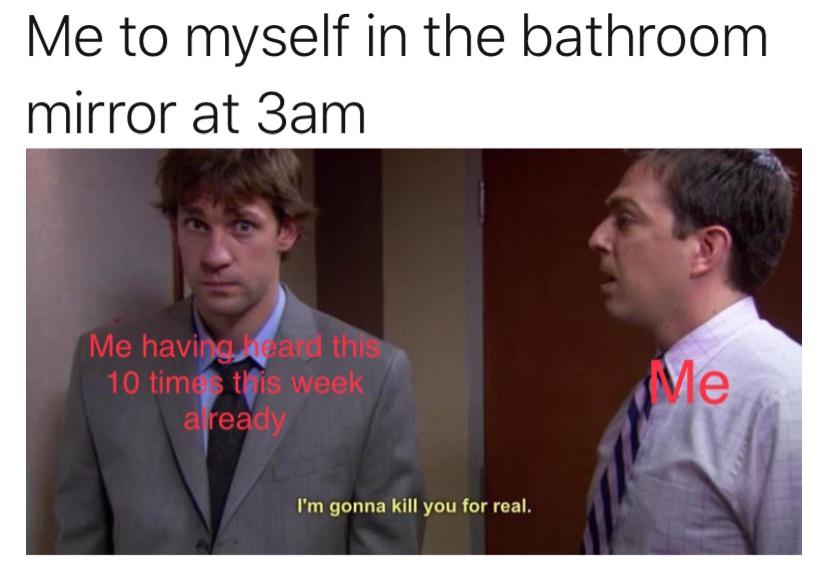 Me to myself in the bathroom
mirror at 3am
Me having heard this
10 times this week
already
Me
I'm gonna kill you for real.